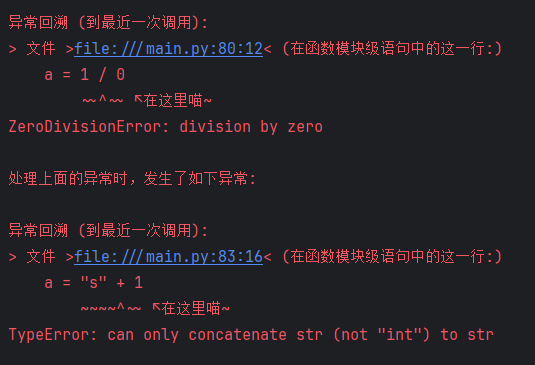 异常回溯 (到最近一次调用):
> 文件 >file:///main.py:80:12< (在函数模块级语句中的这一行:)
    a = 1 / 0
        ~~^~~ ↖在这里喵~
ZeroDivisionError: division by zero

处理上面的异常时，发生了如下异常:

异常回溯 (到最近一次调用):
> 文件 >file:///main.py:83:16< (在函数模块级语句中的这一行:)
    a = "s" + 1
        ~~~~^~~ ↖在这里喵~
TypeError: can only concatenate str (not "int") to str